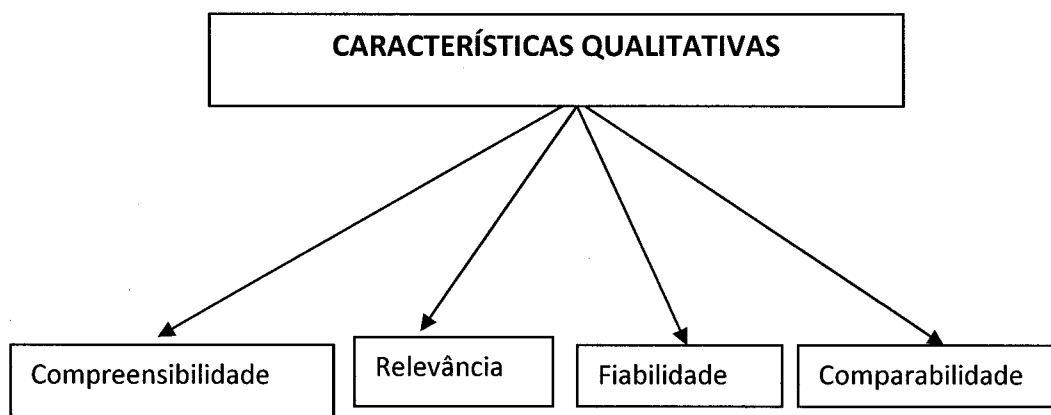 CARACTERÍSTICAS QUALITATIVAS
Compreensibilidade
Relevância
Fiabilidade
Comparabilidade